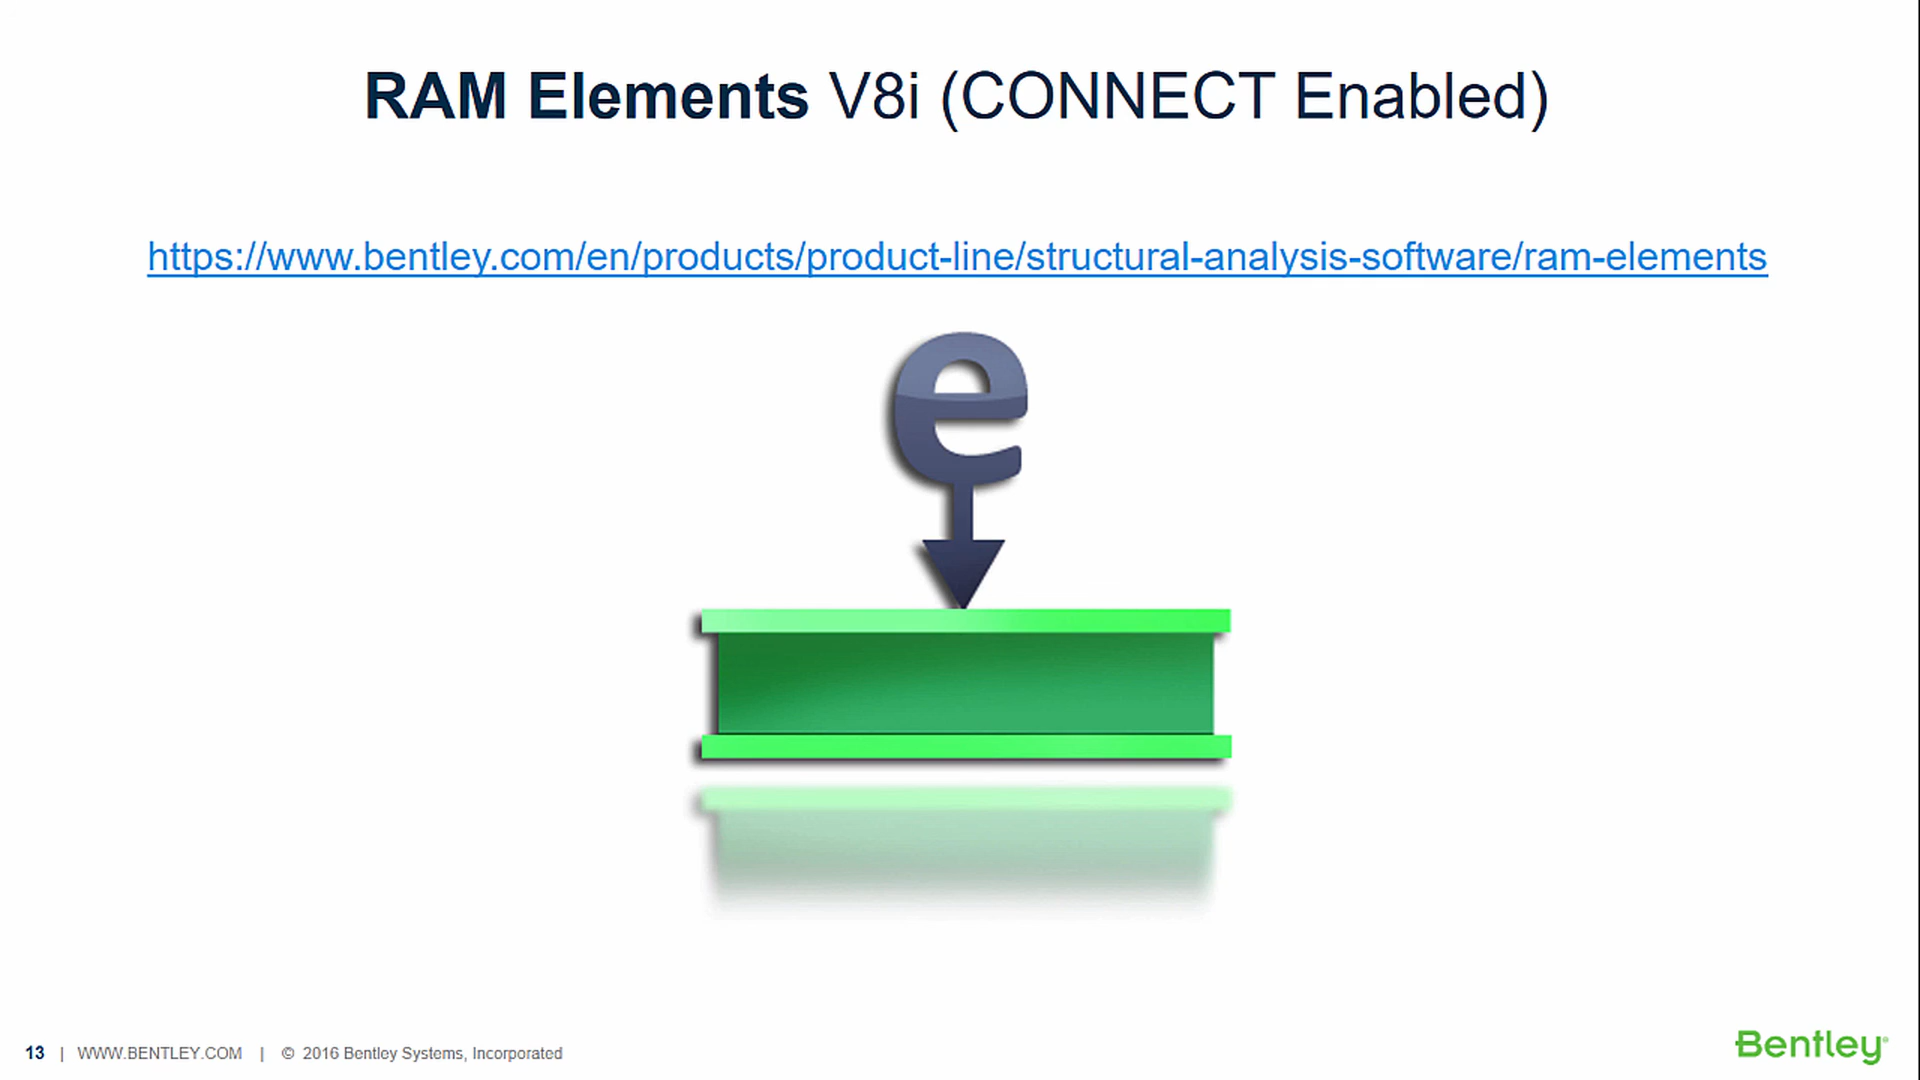 RAM Elements V8i (CONNECT Enabled)
https://www.bentley.com/en/products/product-line/structural-analysis-software/ram-elements
e
13 | WWW.BENTLEY.COM | © 2016 Bentley Systems, Incorporated
Bentley